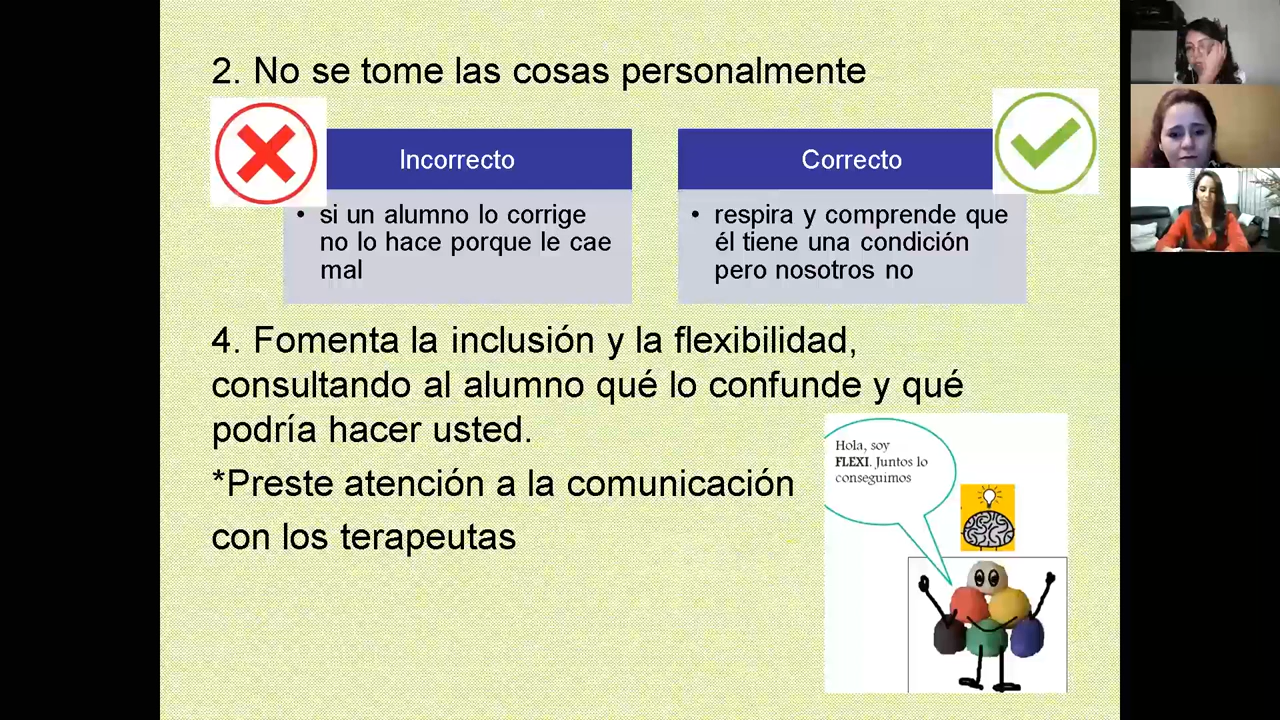 2. No se tome las cosas personalmente
Incorrecto
• si un alumno lo corrige
no lo hace porque le cae
mal
Correcto
• respira y comprende que
él tiene una condición
pero nosotros no
4. Fomenta la inclusión y la flexibilidad,
consultando al alumno qué lo confunde y qué
podría hacer usted.
*Preste atención a la comunicación
con los terapeutas
Hola, soy
FLEXI. Juntos lo
conseguimos